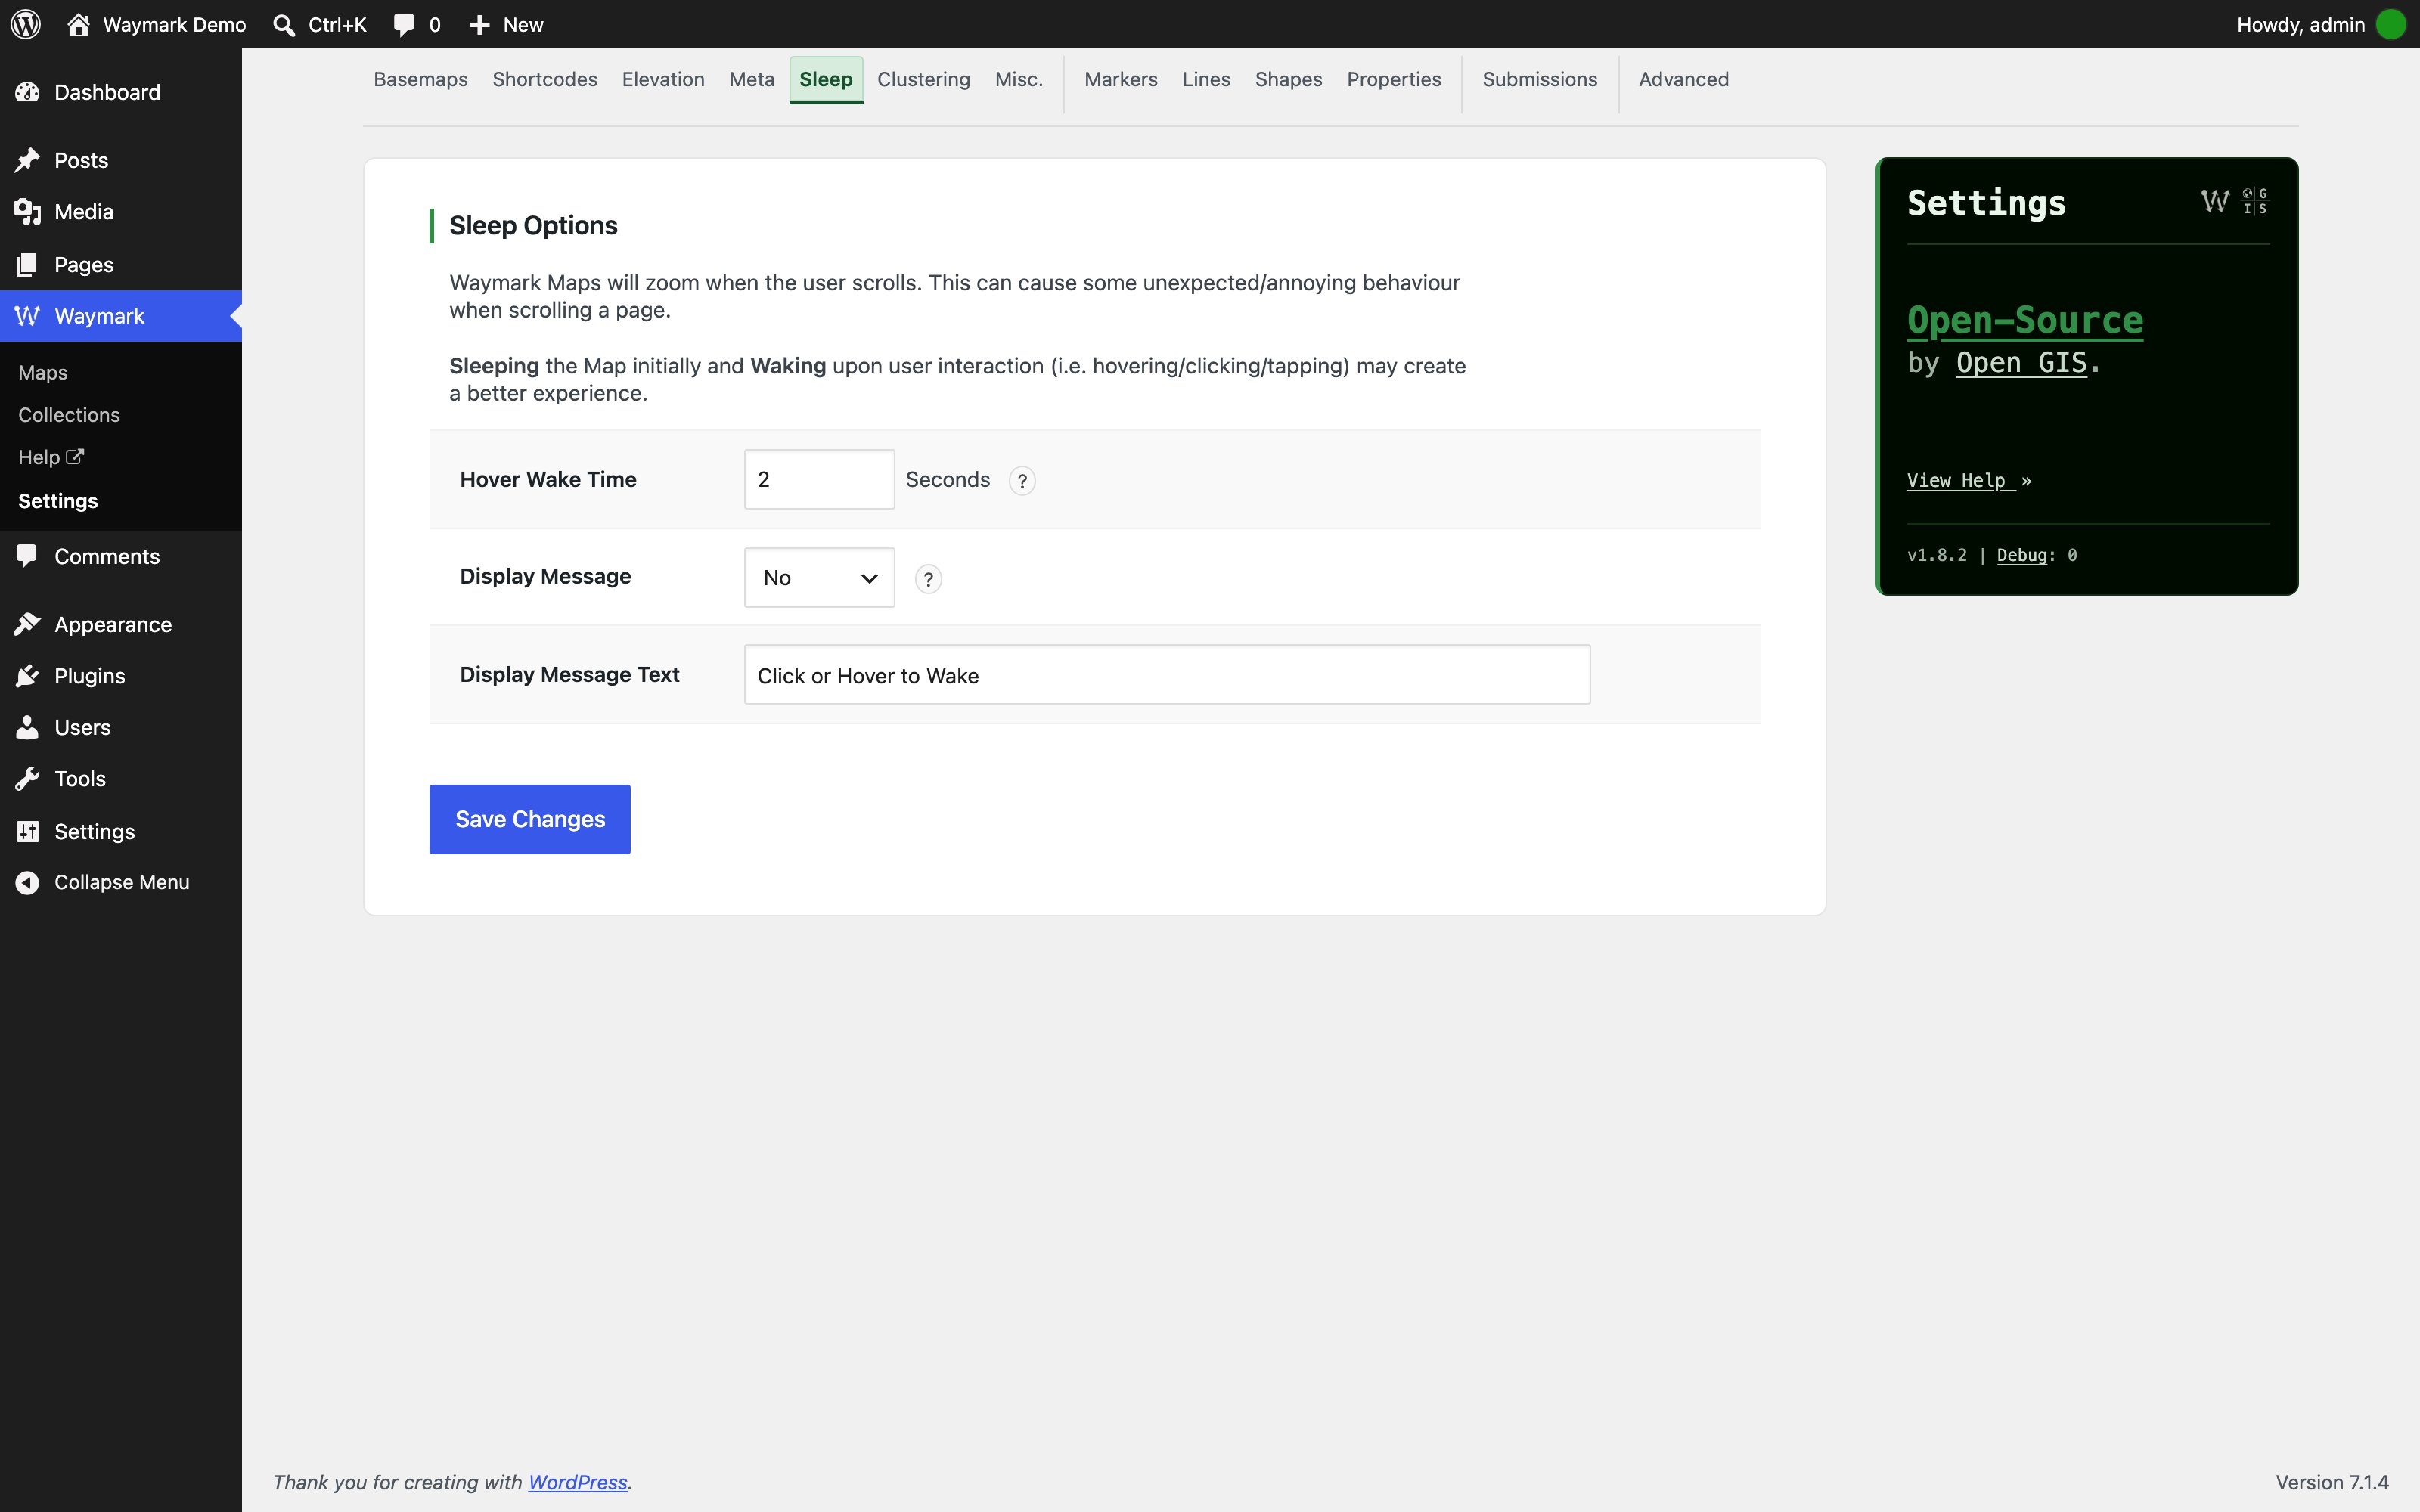 Waymark Demo Ctrl+K 0 New Howdy, admin
Dashboard
Posts
Media
Pages
Waymark
Maps
Collections
Help
Settings
Comments
Appearance
Plugins
Users
Tools
Settings
Collapse Menu
Basemaps Shortcodes Elevation Meta Sleep Clustering Misc. Markers Lines Shapes Properties Submissions Advanced
Sleep Options
Waymark Maps will zoom when the user scrolls. This can cause some unexpected/annoying behaviour
when scrolling a page.
Sleeping the Map initially and Waking upon user interaction (i.e. hovering/clicking/tapping) may create
a better experience.
Hover Wake Time 2 Seconds ?
Display Message No ?
Display Message Text Click or Hover to Wake
Save Changes
Settings
G
I S
Open-Source
by Open GIS.
View Help »
v1.8.2 | Debug: 0
Thank you for creating with WordPress.
Version 7.1.4